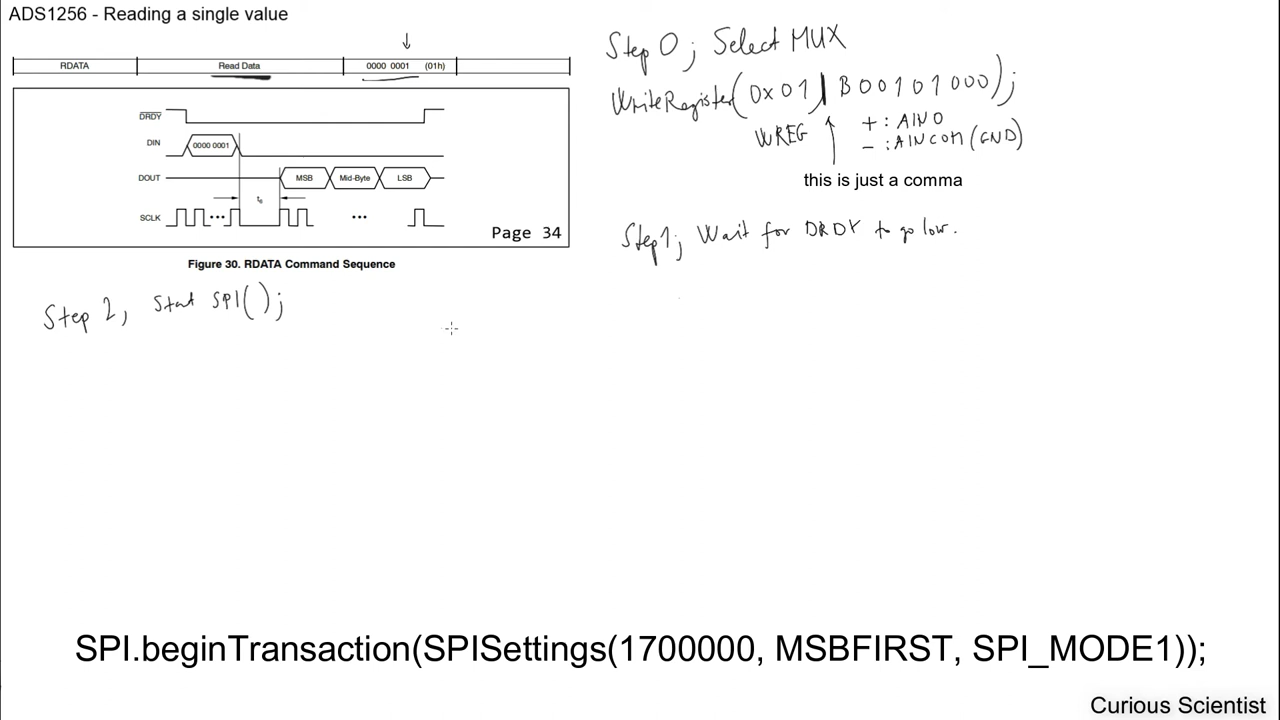 ADS1256 - Reading a single value
RDATA Read Data 0000 0001 (01h)
DRDY
DIN 0000 0001
DOUT MSB Mid-Byte LSB
t6
SCLK ••• •••
Page 34
Figure 30. RDATA Command Sequence
Step 0; Select MUX
WriteRegister(0x01| B00101000);
WREG
+: AIN0
-: AINCOM (GND)
this is just a comma
Step 1; Wait for DRDY to go low.
Step 2, Start SPI();
SPI.beginTransaction(SPISettings(1700000, MSBFIRST, SPI_MODE1));
Curious Scientist